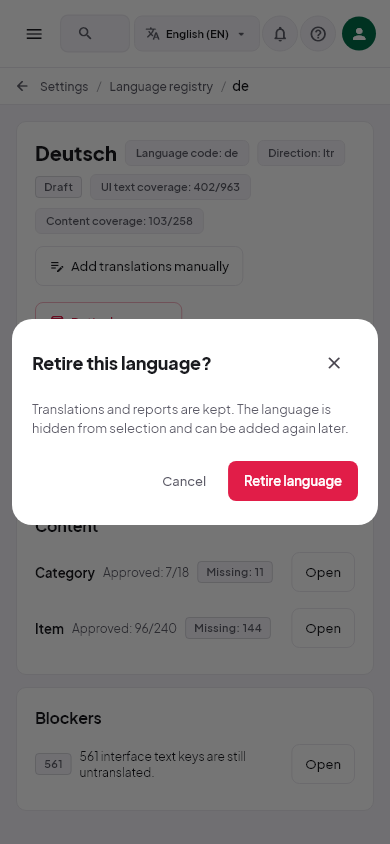 English (EN)
Settings / Language registry / de
Deutsch
Language code: de
Direction: ltr
Draft
UI text coverage: 402/963
Content coverage: 103/258
Add translations manually
Retire this language?
Translations and reports are kept. The language is
hidden from selection and can be added again later.
Cancel
Retire language
Content
Category Approved: 7/18 Missing: 11 Open
Item Approved: 96/240 Missing: 144 Open
Blockers
561 561 interface text keys are still
untranslated.
Open